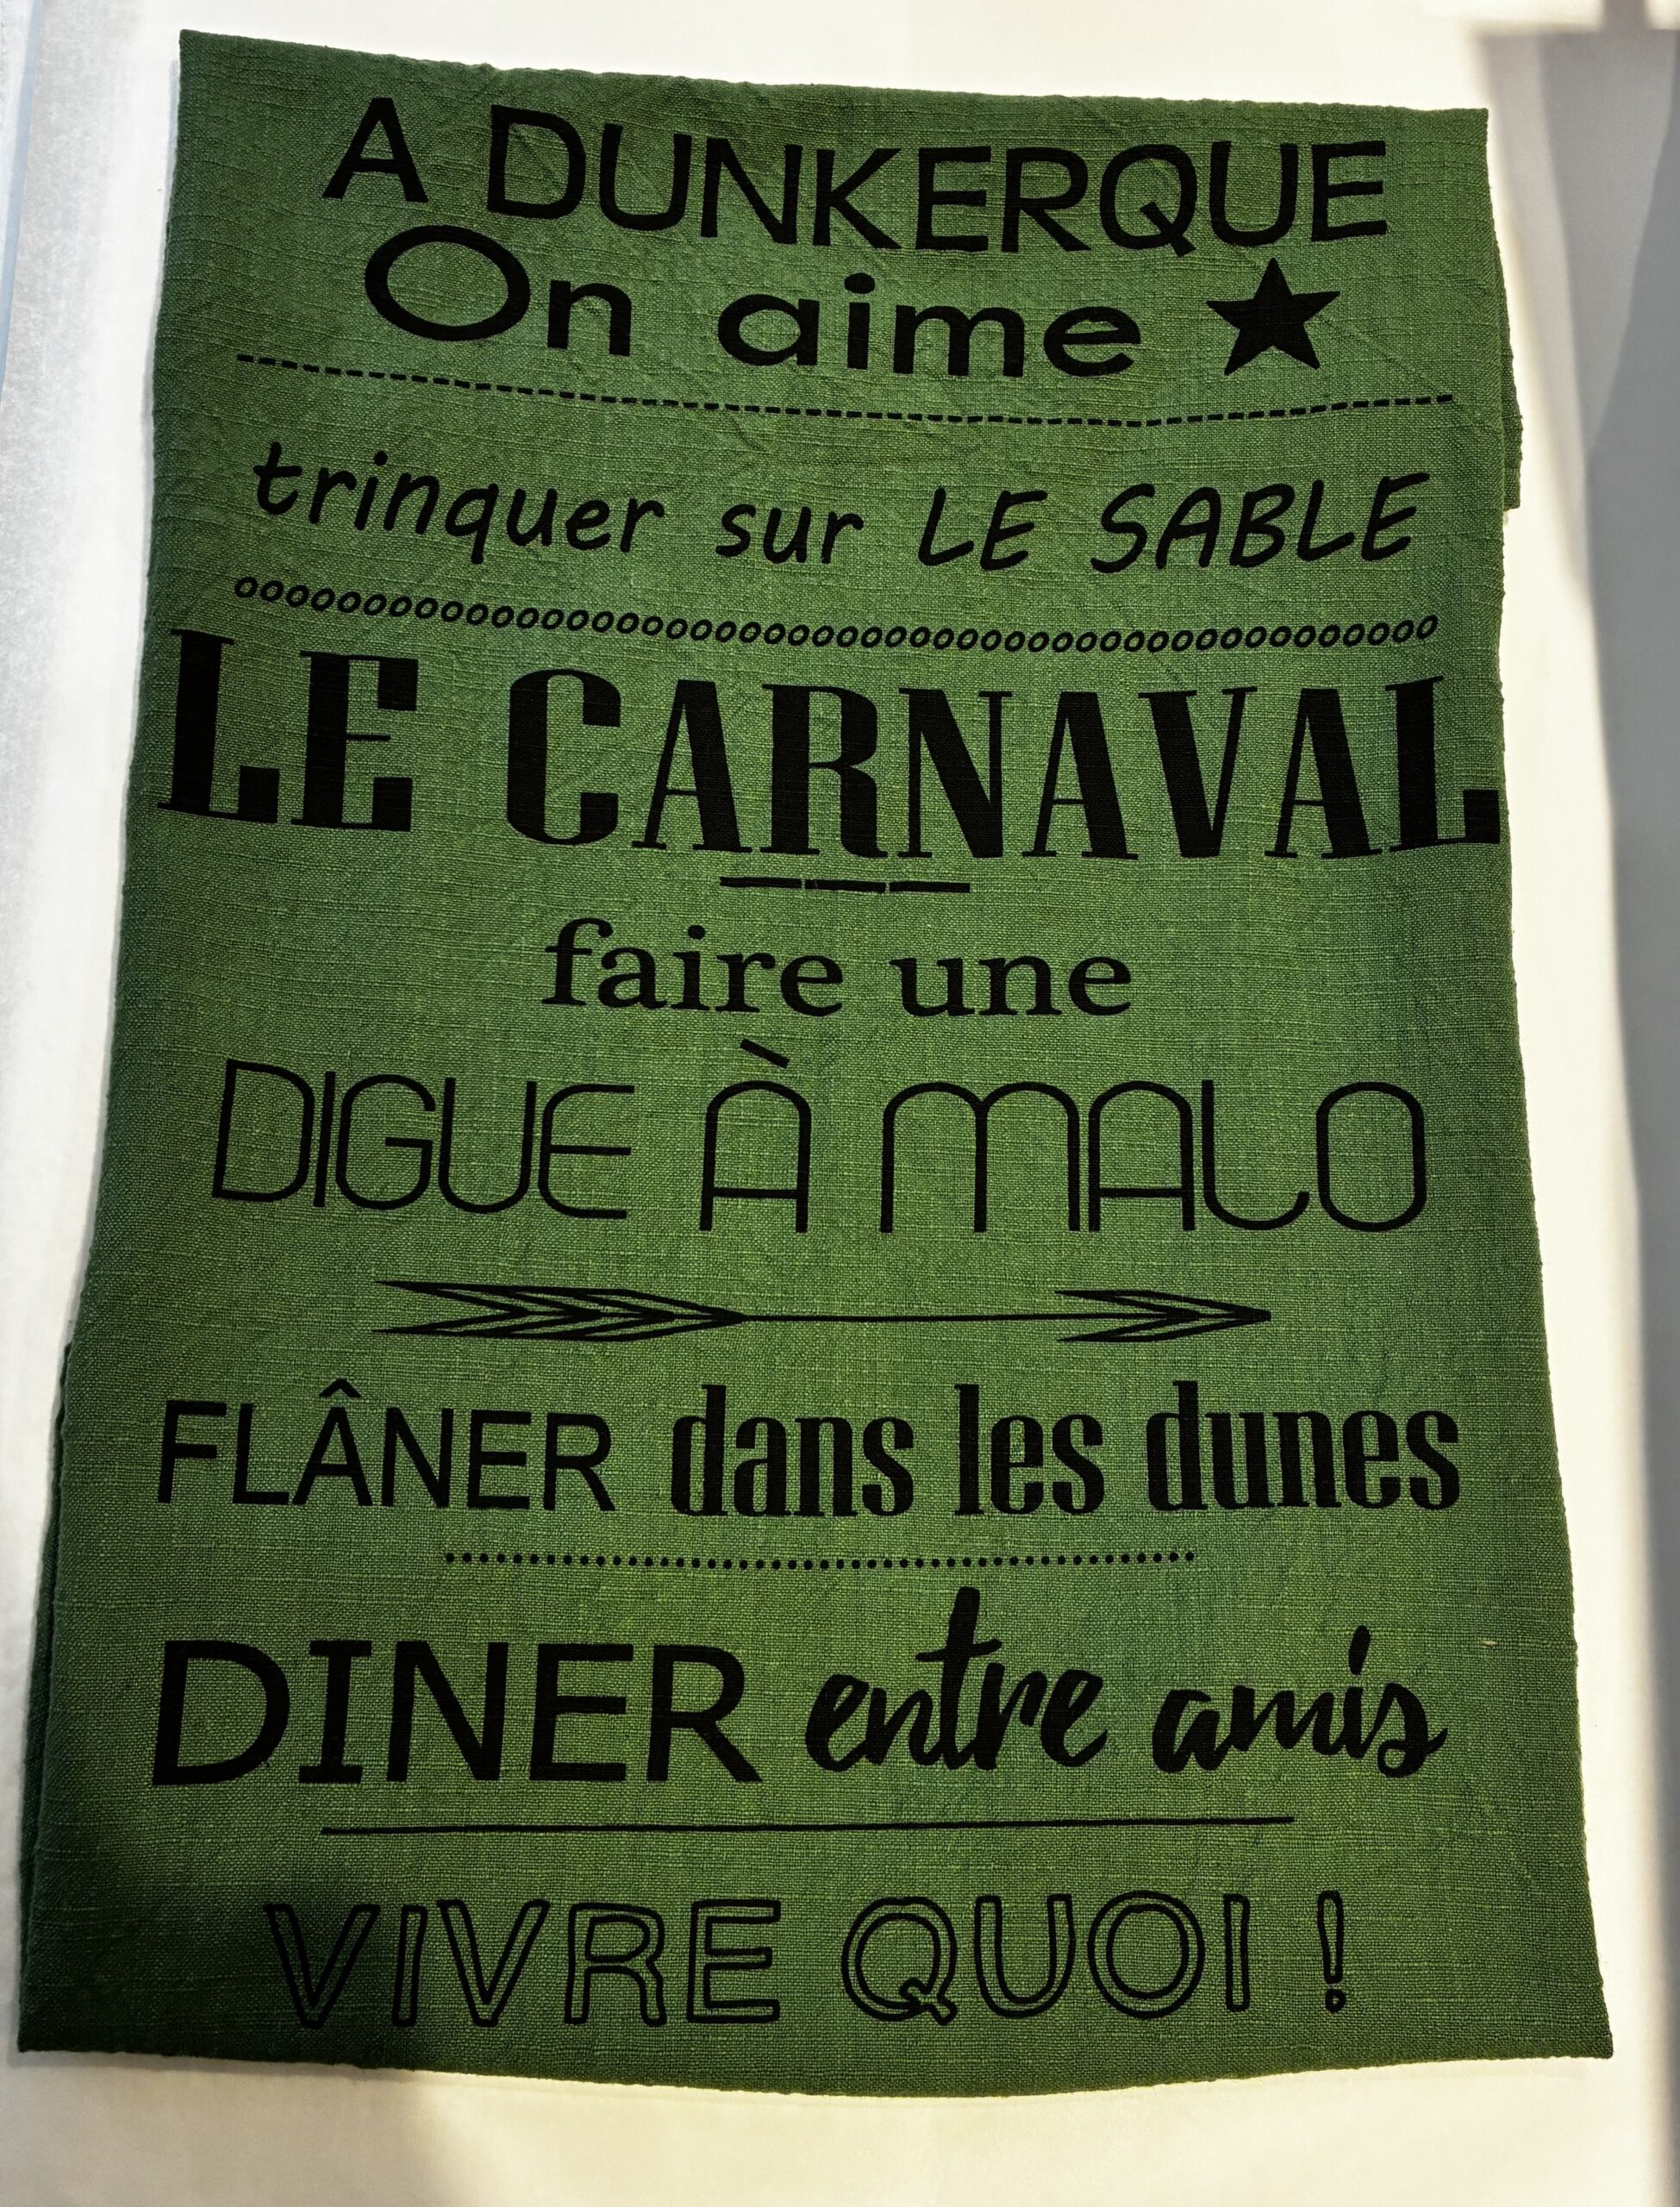 A DUNKERQUE
On aime
trinquer sur LE SABLE
LE CARNAVAL
faire une
DIGUE À MALO
FLÂNER dans les dunes
DINER entre amis
VIVRE QUOI !